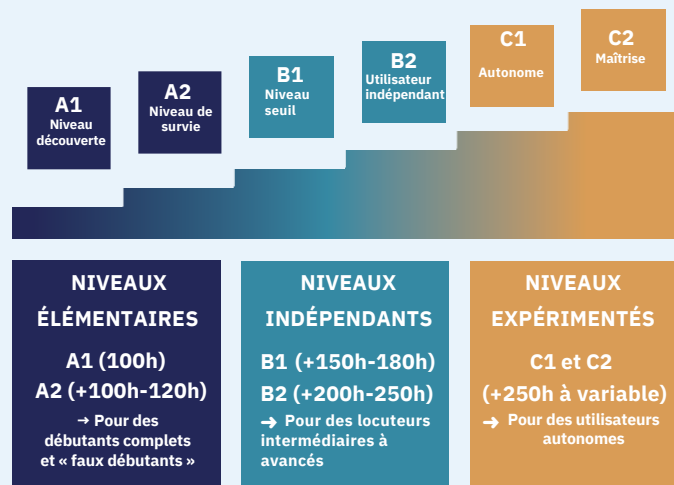 A1
Niveau
découverte
A2
Niveau de
survie
B1
Niveau
seuil
B2
Utilisateur
indépendant
C1
Autonome
C2
Maîtrise
NIVEAUX
ÉLÉMENTAIRES
A1 (100h)
A2 (+100h-120h)
→ Pour des
débutants complets
et « faux débutants »
NIVEAUX
INDÉPENDANTS
B1 (+150h-180h)
B2 (+200h-250h)
→ Pour des locuteurs
intermédiaires à
avancés
NIVEAUX
EXPÉRIMENTÉS
C1 et C2
(+250h à variable)
→ Pour des utilisateurs
autonomes